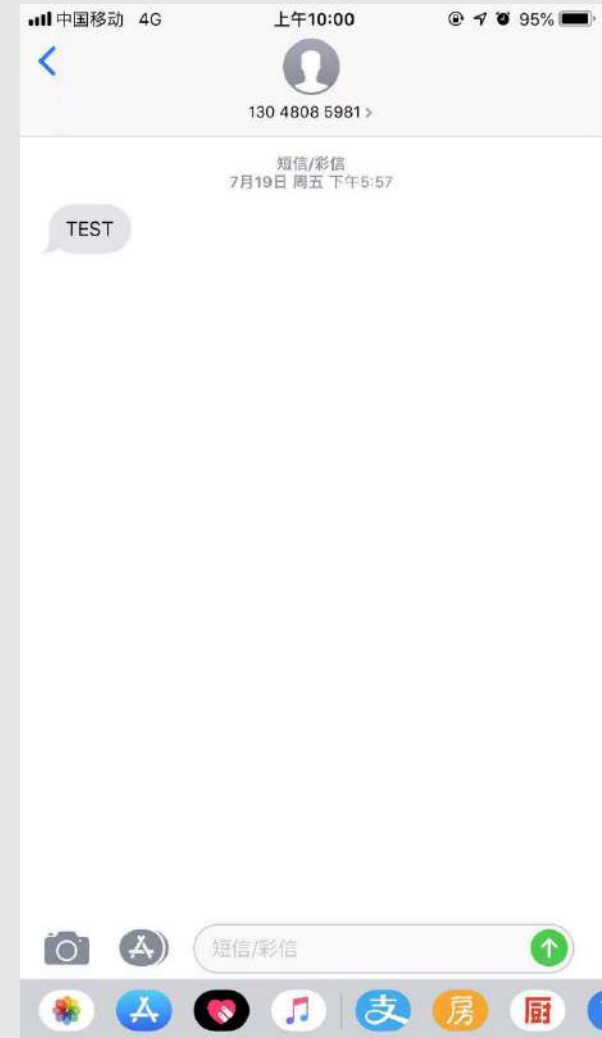 中国移动 4G 上午10:00 95%
130 4808 5981 >
短信/彩信
7月19日 周五 下午5:57
TEST
短信/彩信
支 房 厨